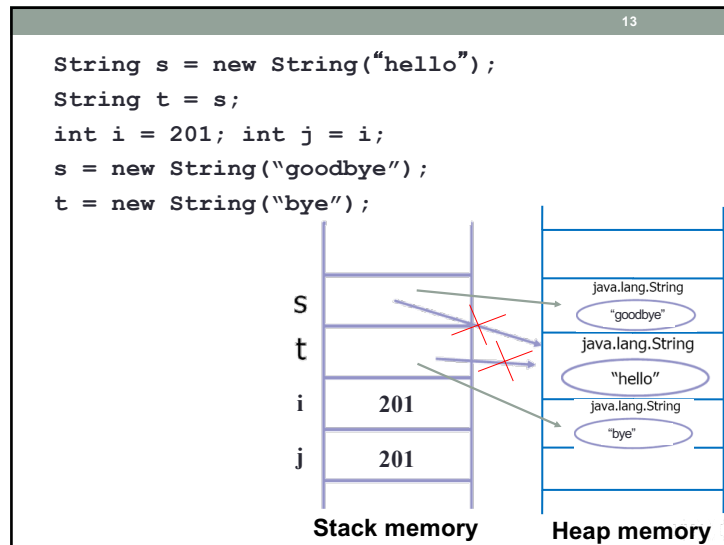 13
String s = new String(“hello”);
String t = s;
int i = 201; int j = i;
s = new String(“goodbye”);
t = new String(“bye”);
s
t
i 201
j 201
Stack memory
java.lang.String
“goodbye”
java.lang.String
“hello”
java.lang.String
“bye”
Heap memory